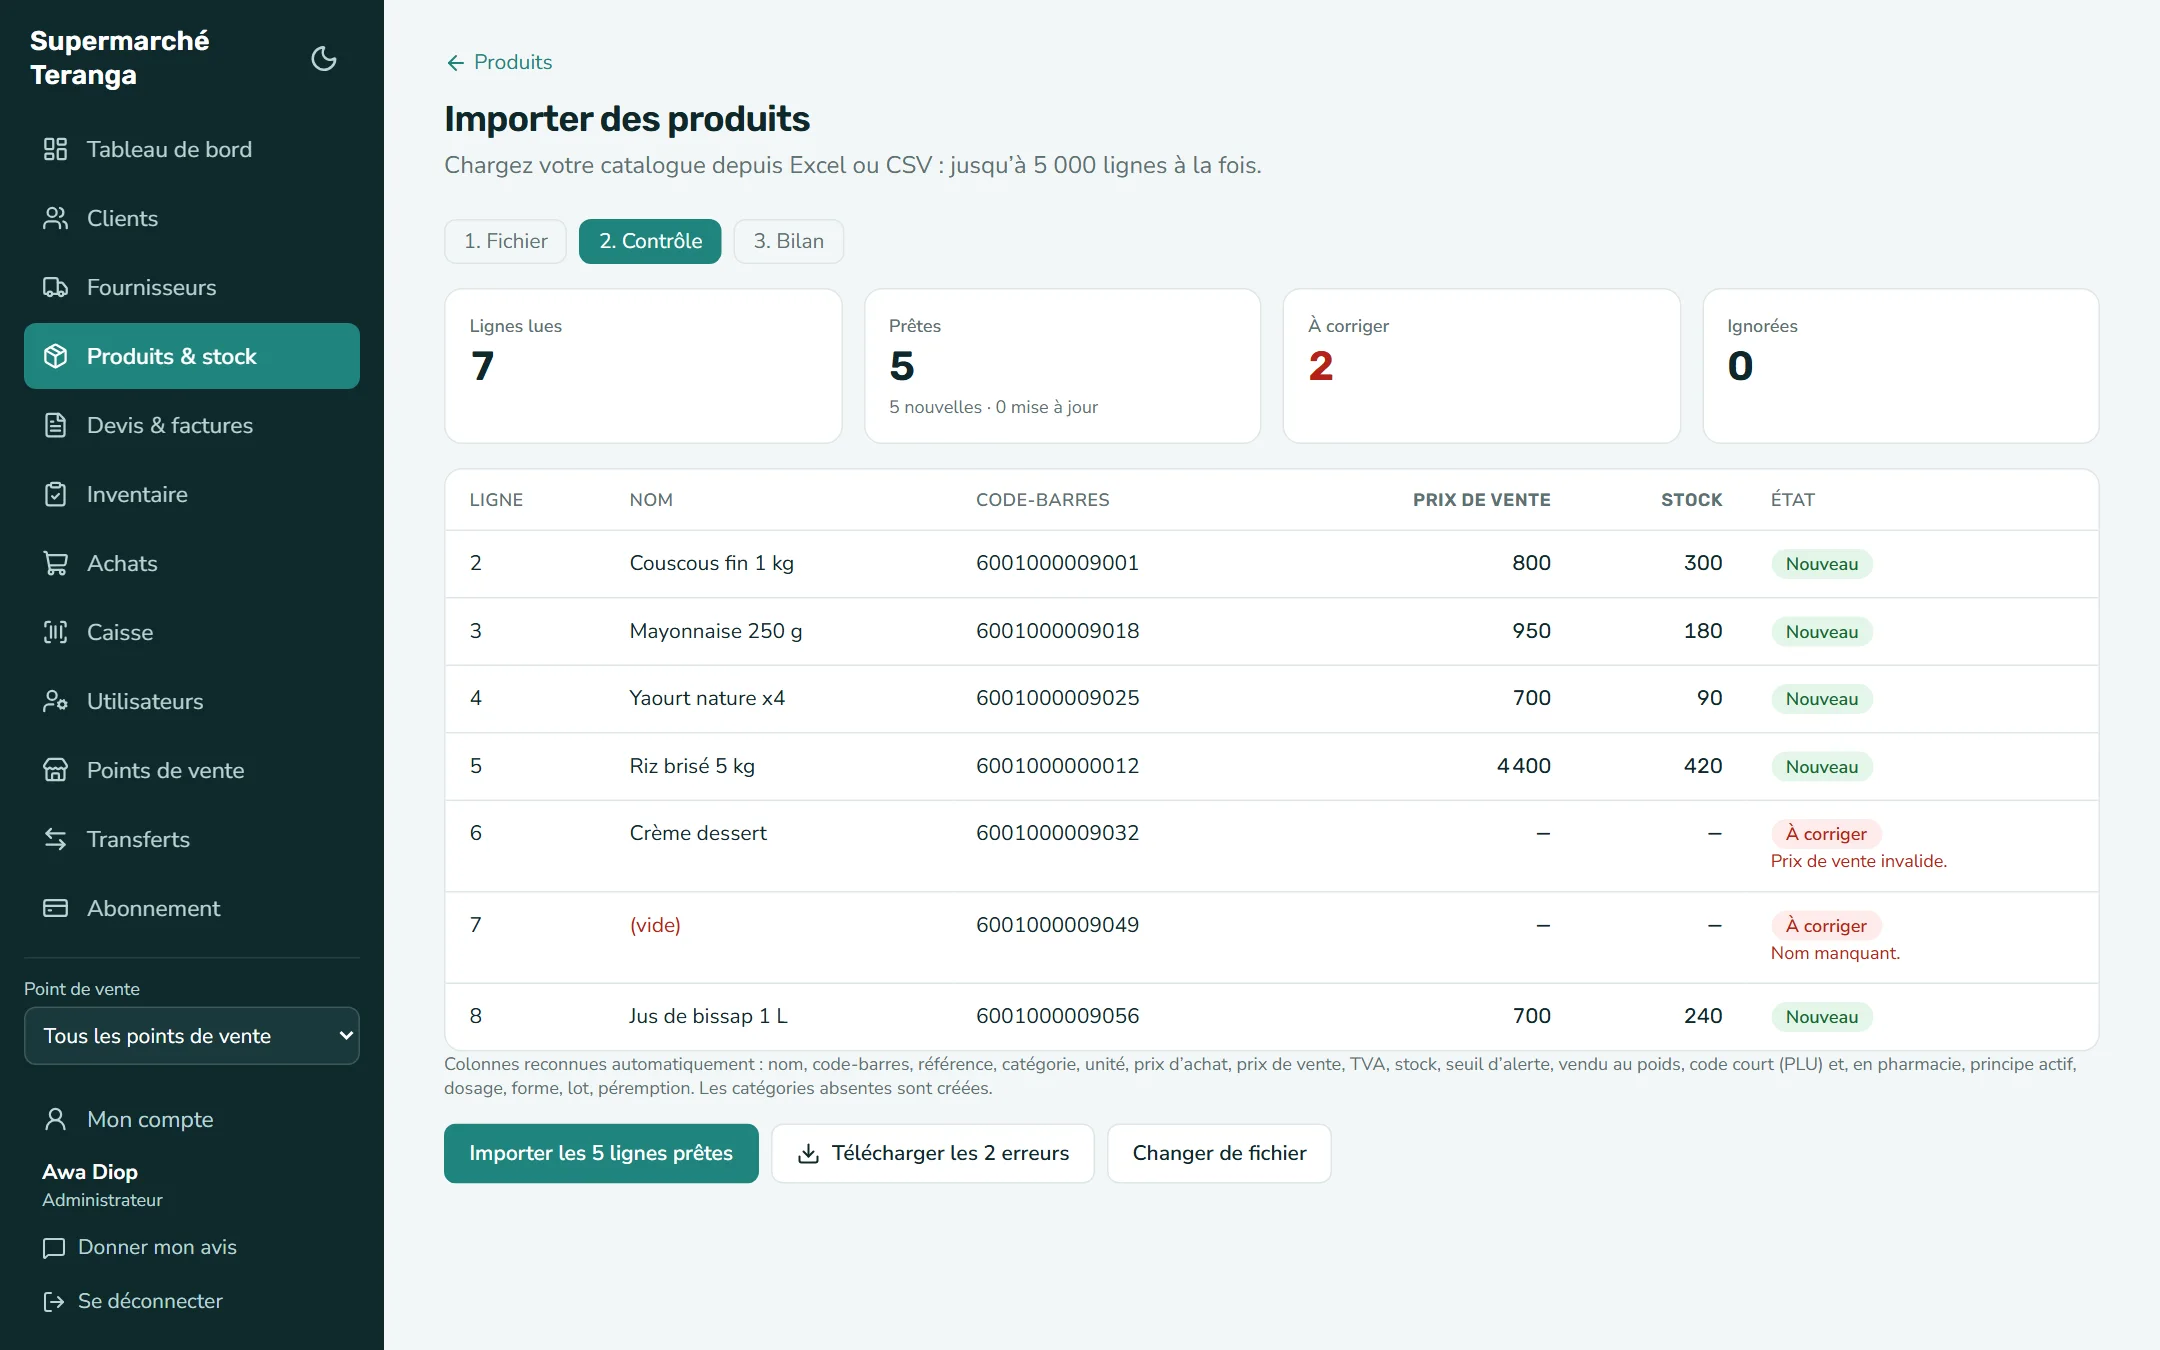 Supermarché
Teranga
Tableau de bord
Clients
Fournisseurs
Produits & stock
Devis & factures
Inventaire
Achats
Caisse
Utilisateurs
Points de vente
Transferts
Abonnement
Point de vente
Tous les points de vente
Mon compte
Awa Diop
Administrateur
Donner mon avis
Se déconnecter
Produits
Importer des produits
Chargez votre catalogue depuis Excel ou CSV : jusqu’à 5 000 lignes à la fois.
1. Fichier 2. Contrôle 3. Bilan
Lignes lues
7
Prêtes
5
5 nouvelles · 0 mise à jour
À corriger
2
Ignorées
0
LIGNE NOM CODE-BARRES PRIX DE VENTE STOCK ÉTAT
2 Couscous fin 1 kg 6001000009001 800 300 Nouveau
3 Mayonnaise 250 g 6001000009018 950 180 Nouveau
4 Yaourt nature x4 6001000009025 700 90 Nouveau
5 Riz brisé 5 kg 6001000000012 4 400 420 Nouveau
6 Crème dessert 6001000009032 – – À corriger
Prix de vente invalide.
7 (vide) 6001000009049 – – À corriger
Nom manquant.
8 Jus de bissap 1 L 6001000009056 700 240 Nouveau
Colonnes reconnues automatiquement : nom, code-barres, référence, catégorie, unité, prix d’achat, prix de vente, TVA, stock, seuil d’alerte, vendu au poids, code court (PLU) et, en pharmacie, principe actif,
dosage, forme, lot, péremption. Les catégories absentes sont créées.
Importer les 5 lignes prêtes Télécharger les 2 erreurs Changer de fichier